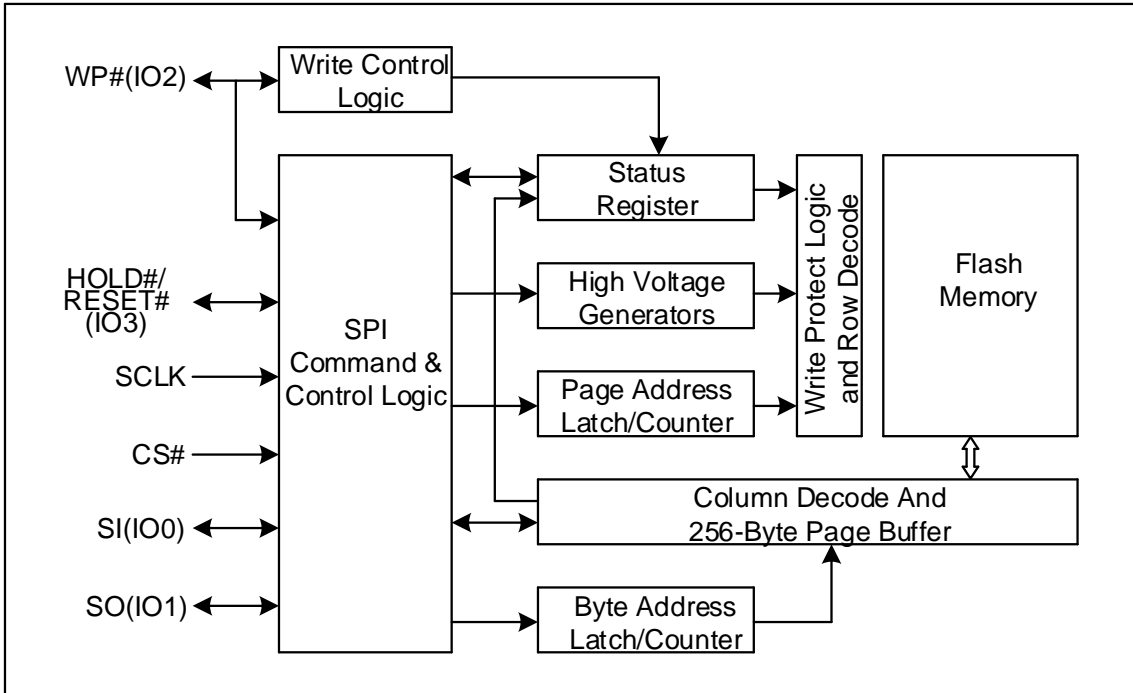 WP#(IO2)
Write Control
Logic
HOLD#/
RESET#
(IO3)
SCLK
CS#
SI(IO0)
SO(IO1)
SPI
Command &
Control Logic
Status
Register
High Voltage
Generators
Page Address
Latch/Counter
Write Protect Logic
and Row Decode
Flash
Memory
Column Decode And
256-Byte Page Buffer
Byte Address
Latch/Counter